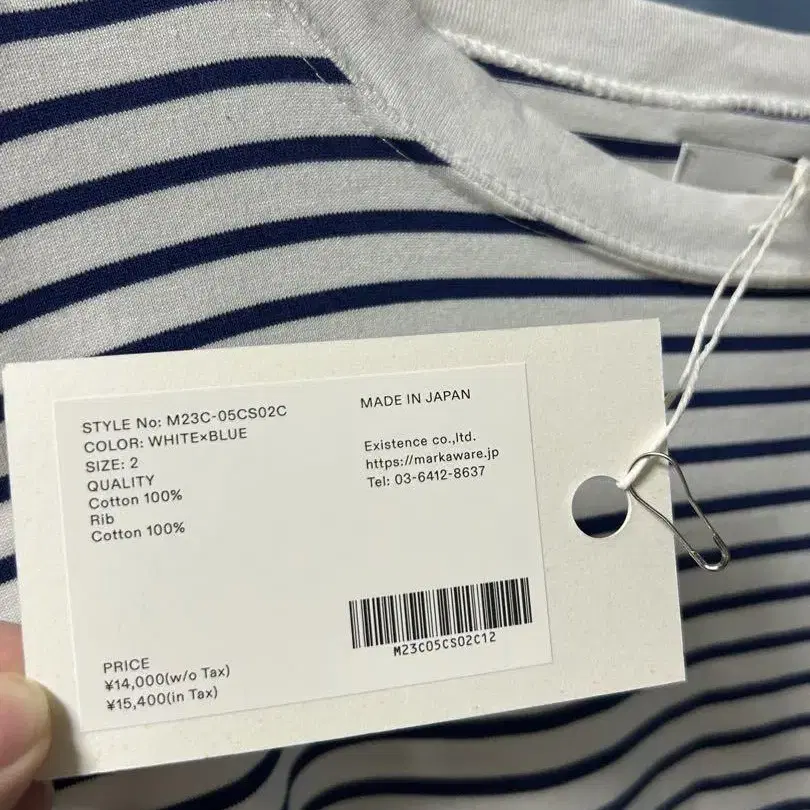 STYLE No: M23C-05CS02C
COLOR: WHITE×BLUE
SIZE: 2
QUALITY
Cotton 100%
Rib
Cotton 100%
MADE IN JAPAN
Existence co.,ltd.
https://markaware.jp
Tel: 03-6412-8637
M23C05CS02C12
PRICE
¥14,000(w/o Tax)
¥15,400(in Tax)